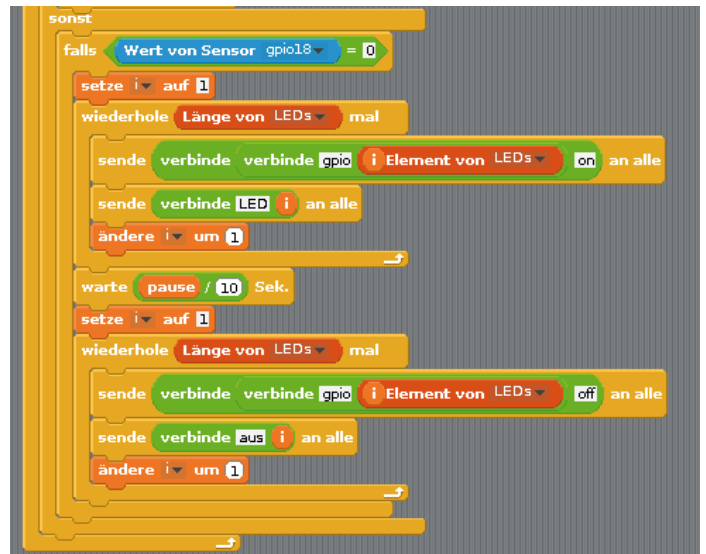 sonst
falls Wert von Sensor gpio18 = 0
setze i auf 1
wiederhole Länge von LEDs mal
sende verbinde verbinde gpio i Element von LEDs on an alle
sende verbinde LED i an alle
ändere i um 1
warte pause / 10 Sek.
setze i auf 1
wiederhole Länge von LEDs mal
sende verbinde verbinde gpio i Element von LEDs off an alle
sende verbinde aus i an alle
ändere i um 1